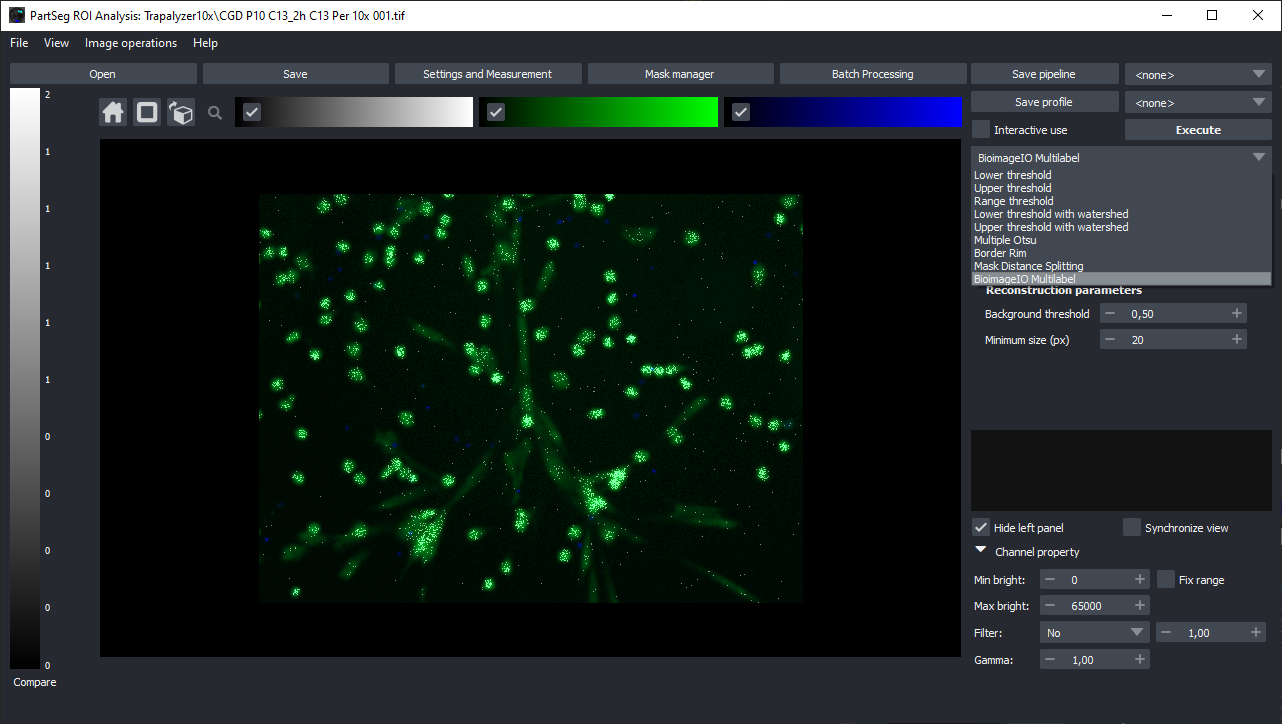 PartSeg ROI Analysis: Trapalyzer10x\CGD P10 C13_2h C13 Per 10x 001.tif
File View Image operations Help
Open Save Settings and Measurement Mask manager Batch Processing Save pipeline <none>
Save profile <none>
Interactive use Execute
BioimageIO Multilabel
Lower threshold
Upper threshold
Range threshold
Lower threshold with watershed
Upper threshold with watershed
Multiple Otsu
Border Rim
Mask Distance Splitting
BioimageIO Multilabel
Reconstruction parameters
Background threshold 0,50
Minimum size (px) 20
2
1
1
1
1
1
0
0
0
0
0
Compare
Hide left panel Synchronize view
Channel property
Min bright: 0 Fix range
Max bright: 65000
Filter: No 1,00
Gamma: 1,00